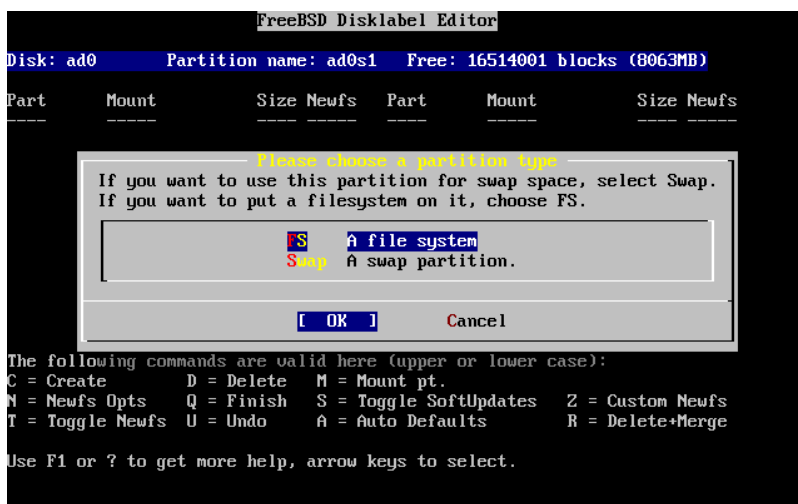 FreeBSD Disklabel Editor
Disk: ad0 Partition name: ad0s1 Free: 16514001 blocks (8063MB)
Part Mount Size Newfs Part Mount Size Newfs
---- ----- ---- ----- ---- ----- ---- -----
Please choose a partition type
If you want to use this partition for swap space, select Swap.
If you want to put a filesystem on it, choose FS.
FS A file system
Swap A swap partition.
[ OK ] Cancel
The following commands are valid here (upper or lower case):
C = Create D = Delete M = Mount pt.
N = Newfs Opts Q = Finish S = Toggle SoftUpdates Z = Custom Newfs
T = Toggle Newfs U = Undo A = Auto Defaults R = Delete+Merge
Use F1 or ? to get more help, arrow keys to select.